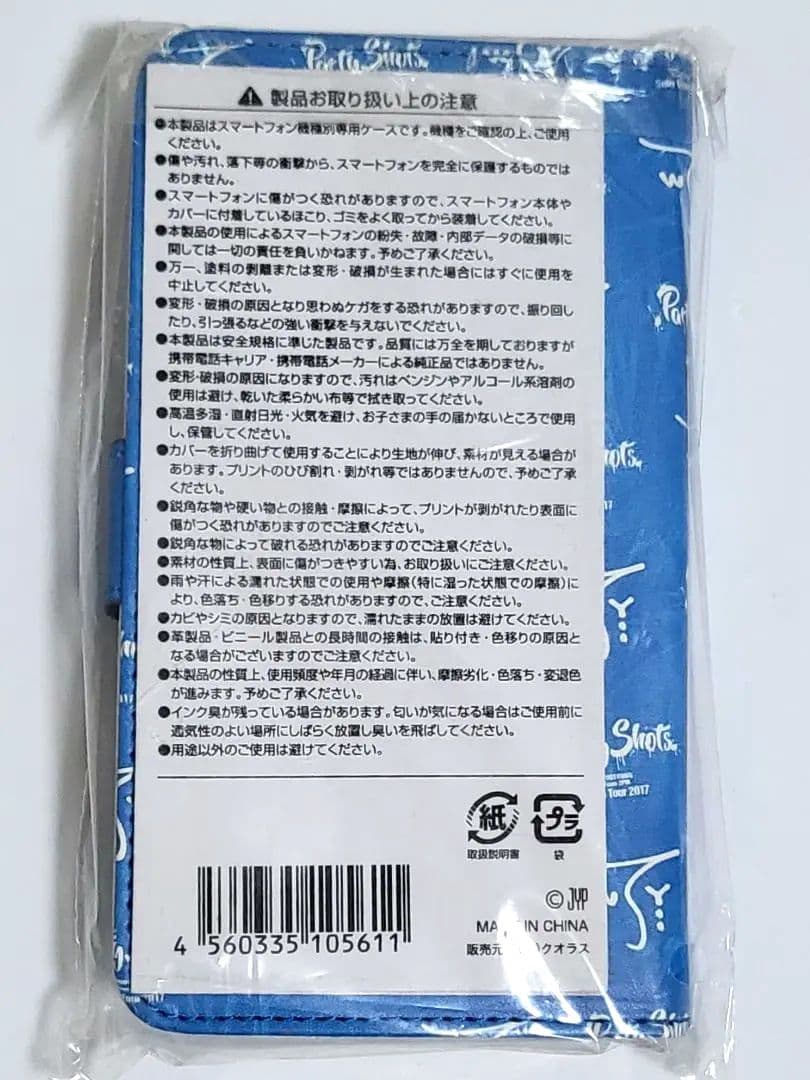 Party Shots.
⚠ 製品お取り扱い上の注意
●本製品はスマートフォン機種別専用ケースです。機種をご確認の上、ご使用
ください。
●傷や汚れ、落下等の衝撃から、スマートフォンを完全に保護するものでは
ありません。
●スマートフォンに傷がつく恐れがありますので、スマートフォン本体や
カバーに付着しているほこり、ゴミをよく取ってから装着してください。
●本製品の使用によるスマートフォンの粉失・故障・内部データの破損等に
関しては一切の責任を負いかねます。予めご了承ください。
●万一、塗料の剥離または変形・破損が生まれた場合にはすぐに使用を
中止してください。
●変形・破損の原因となり思わぬケガをする恐れがありますので、振り回し
たり、引っ張るなどの強い衝撃を与えないでください。
●本製品は安全規格に準じた製品です。品質には万全を期しておりますが
携帯電話キャリア・携帯電話メーカーによる純正品ではありません。
●変形・破損の原因になりますので、汚れはベンジンやアルコール系溶剤の
使用は避け、乾いた柔らかい布等で拭き取ってください。
●高温多湿・直射日光・火気を避け、お子さまの手の届かないところで使用
し、保管してください。
●カバーを折り曲げて使用することにより生地が伸び、素材が見える場合が
あります。プリントのひび割れ・剥がれ等ではありませんので、予めご了承
ください。
●鋭角な物や硬い物との接触・摩擦によって、プリントが剥がれたり表面に
傷がつく恐れがありますのでご注意ください。
●鋭角な物によって破れる恐れがありますのでご注意ください。
●素材の性質上、表面に傷がつきやすい為、お取り扱いにご注意ください。
●雨や汗による濡れた状態での使用や摩擦(特に湿った状態での摩擦)に
より、色落ち・色移りする恐れがありますので、ご注意ください。
●カビやシミの原因となりますので、濡れたままの放置は避けてください。
●革製品・ビニール製品との長時間の接触は、貼り付き・色移りの原因と
なる場合がございますのでご注意ください。
●本製品の性質上、使用頻度や年月の経過に伴い、摩擦劣化・色落ち・変退色
が進みます。予めご了承ください。
●インク臭が残っている場合があります。匂いが気になる場合はご使用前に
透気性のよい場所にしばらく放置し臭いを飛ばしてください。
●用途以外のご使用は避けてください。
紙
プラ
取扱説明書
袋
4 560335 105611
© JYP
MADE IN CHINA
販売元
クオラス
Shots.
Tour 2017